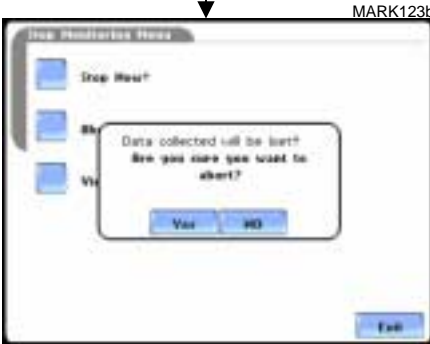 MARK123b
Stop Monitoring Menu
Stop Now?
Data collected will be lost!
Are you sure you want to
abort?
Yes NO
Exit